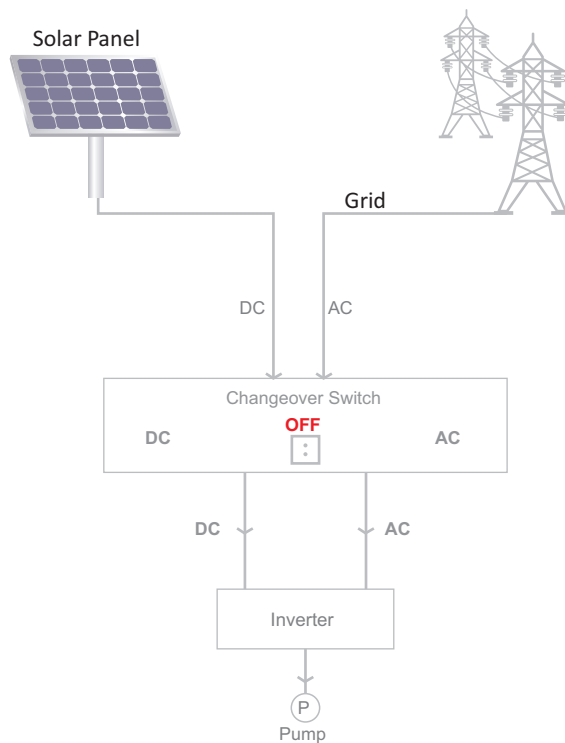 Solar Panel
Grid
DC
AC
Changeover Switch
OFF
DC
AC
DC
AC
Inverter
P
Pump